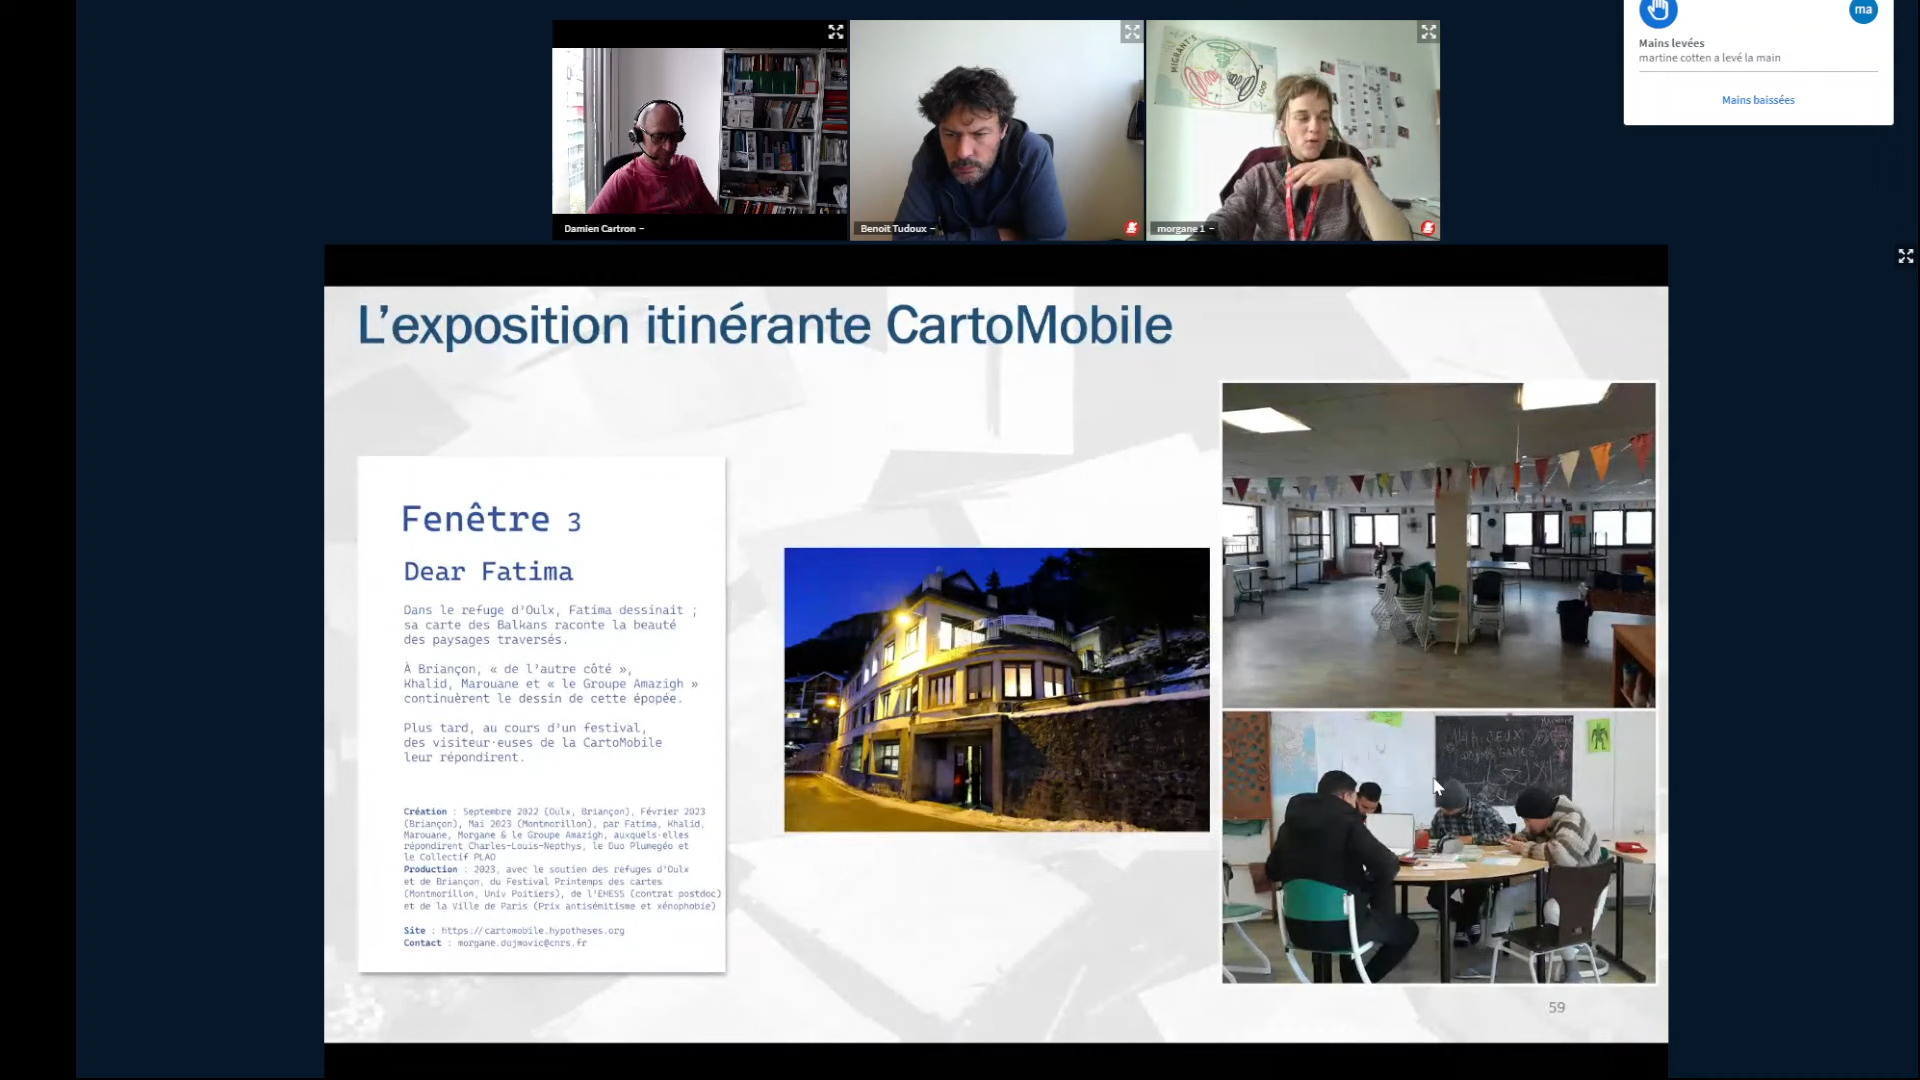 ma
Mains levées
martine cotten a levé la main
Mains baissées
MIGRANT'S
LOOP
Damien Cartron –
Benoit Tudoux –
morgane 1 –
L'exposition itinérante CartoMobile
Fenêtre 3
Dear Fatima
Dans le refuge d'Oulx, Fatima dessinait ;
sa carte des Balkans raconte la beauté
des paysages traversés.
À Briançon, « de l'autre côté »,
Khalid, Marouane et « le Groupe Amazigh »
continuèrent le dessin de cette épopée.
Plus tard, au cours d'un festival,
des visiteur·euses de la CartoMobile
leur répondirent.
Création : Septembre 2022 (Oulx, Briançon), Février 2023
(Briançon), Mai 2023 (Montmorillon), par Fatima, Khalid,
Marouane, Morgane & le Groupe Amazigh, auxquels·elles
répondirent Charles-Louis-Nepthys, le Duo Plumegéo et
le Collectif PLAO
Production : 2023, avec le soutien des refuges d'Oulx
et de Briançon, du Festival Printemps des cartes
(Montmorillon, Univ Poitiers), de l'EHESS (contrat postdoc)
et de la Ville de Paris (Prix antisémitisme et xénophobie)
Site : https://cartomobile.hypotheses.org
Contact : morgane.dujmovic@cnrs.fr
14h JEUX
GAMES
59